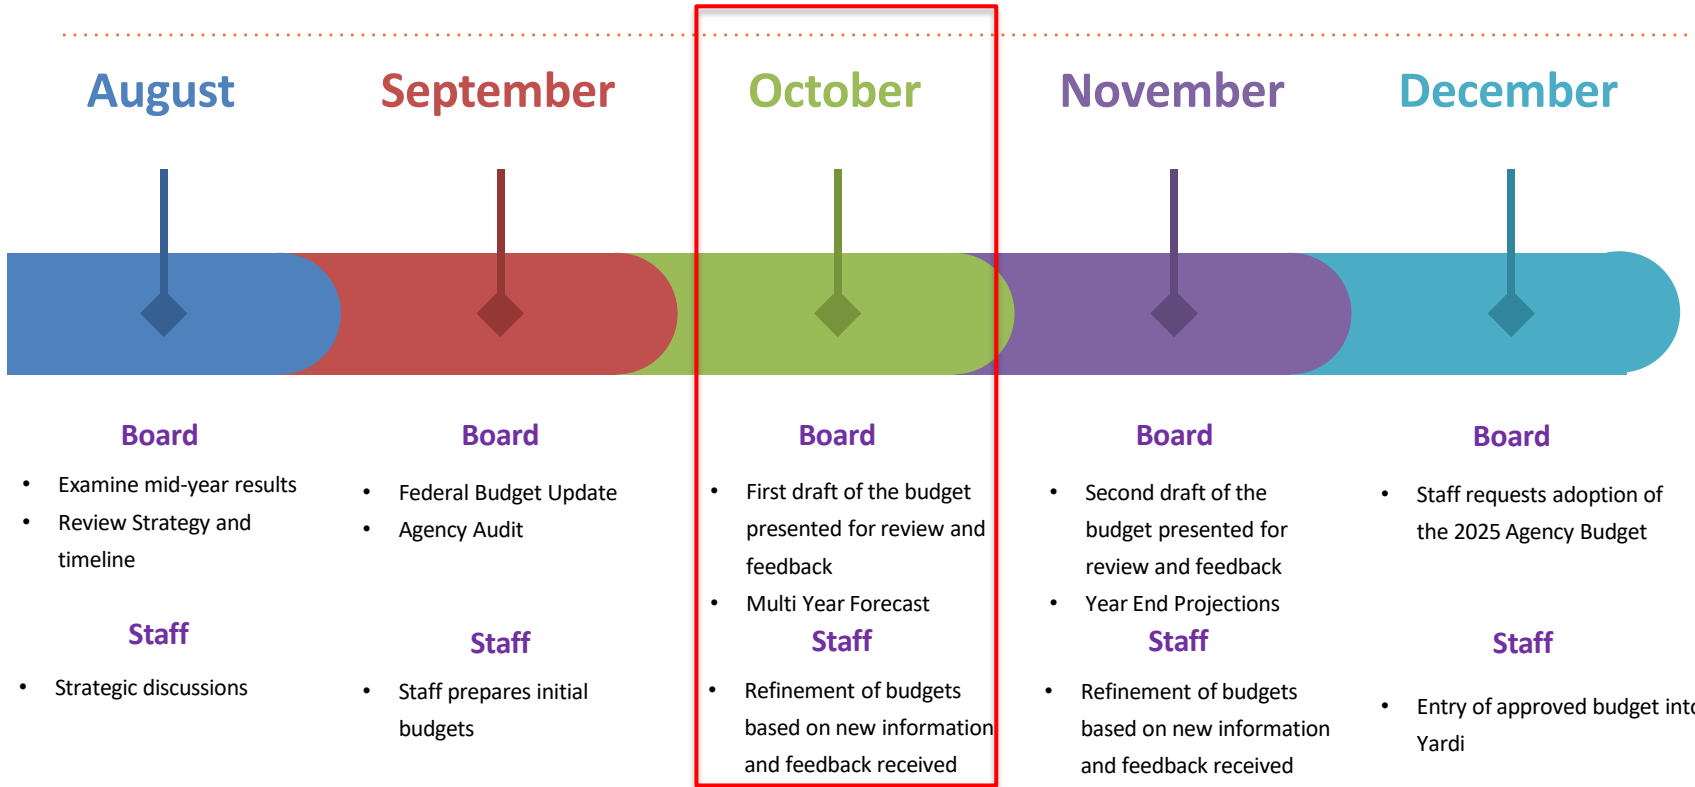 August
September
October
November
December
Board
• Examine mid-year results
• Review Strategy and
timeline
Staff
• Strategic discussions
Board
• Federal Budget Update
• Agency Audit
Staff
• Staff prepares initial
budgets
Board
• First draft of the budget
presented for review and
feedback
• Multi Year Forecast
Staff
• Refinement of budgets
based on new information
and feedback received
Board
• Second draft of the
budget presented for
review and feedback
• Year End Projections
Staff
• Refinement of budgets
based on new information
and feedback received
Board
• Staff requests adoption of
the 2025 Agency Budget
Staff
• Entry of approved budget into
Yardi